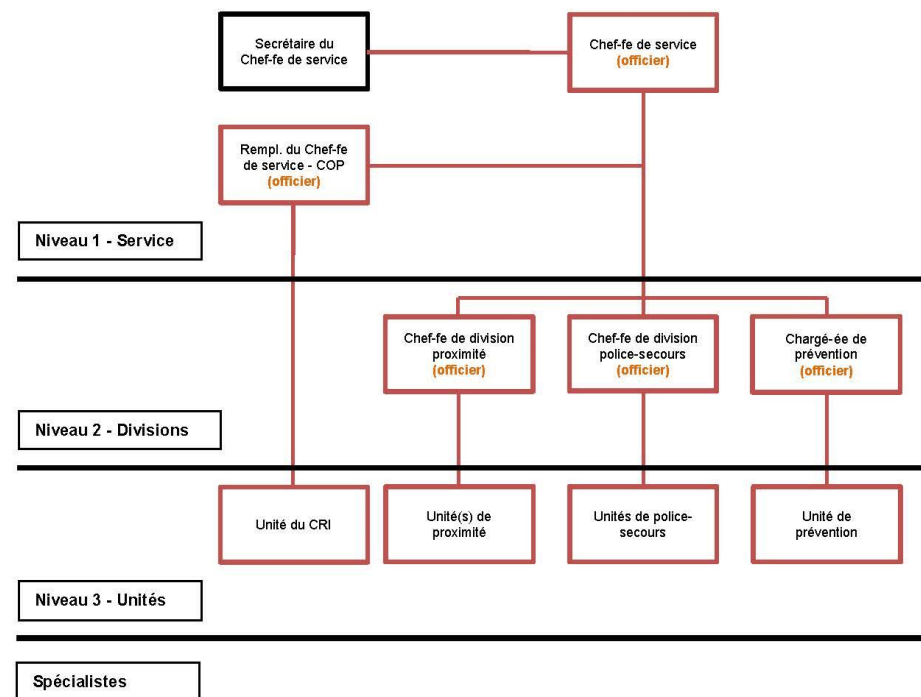 Secrétaire du
Chef-fe de service
Chef-fe de service
(officier)
Rempl. du Chef-fe
de service - COP
(officier)
Niveau 1 - Service
Chef-fe de division
proximité
(officier)
Chef-fe de division
police-secours
(officier)
Chargé-ée de
prévention
(officier)
Niveau 2 - Divisions
Unité du CRI
Unité(s) de
proximité
Unités de police-
secours
Unité de
prévention
Niveau 3 - Unités
Spécialistes